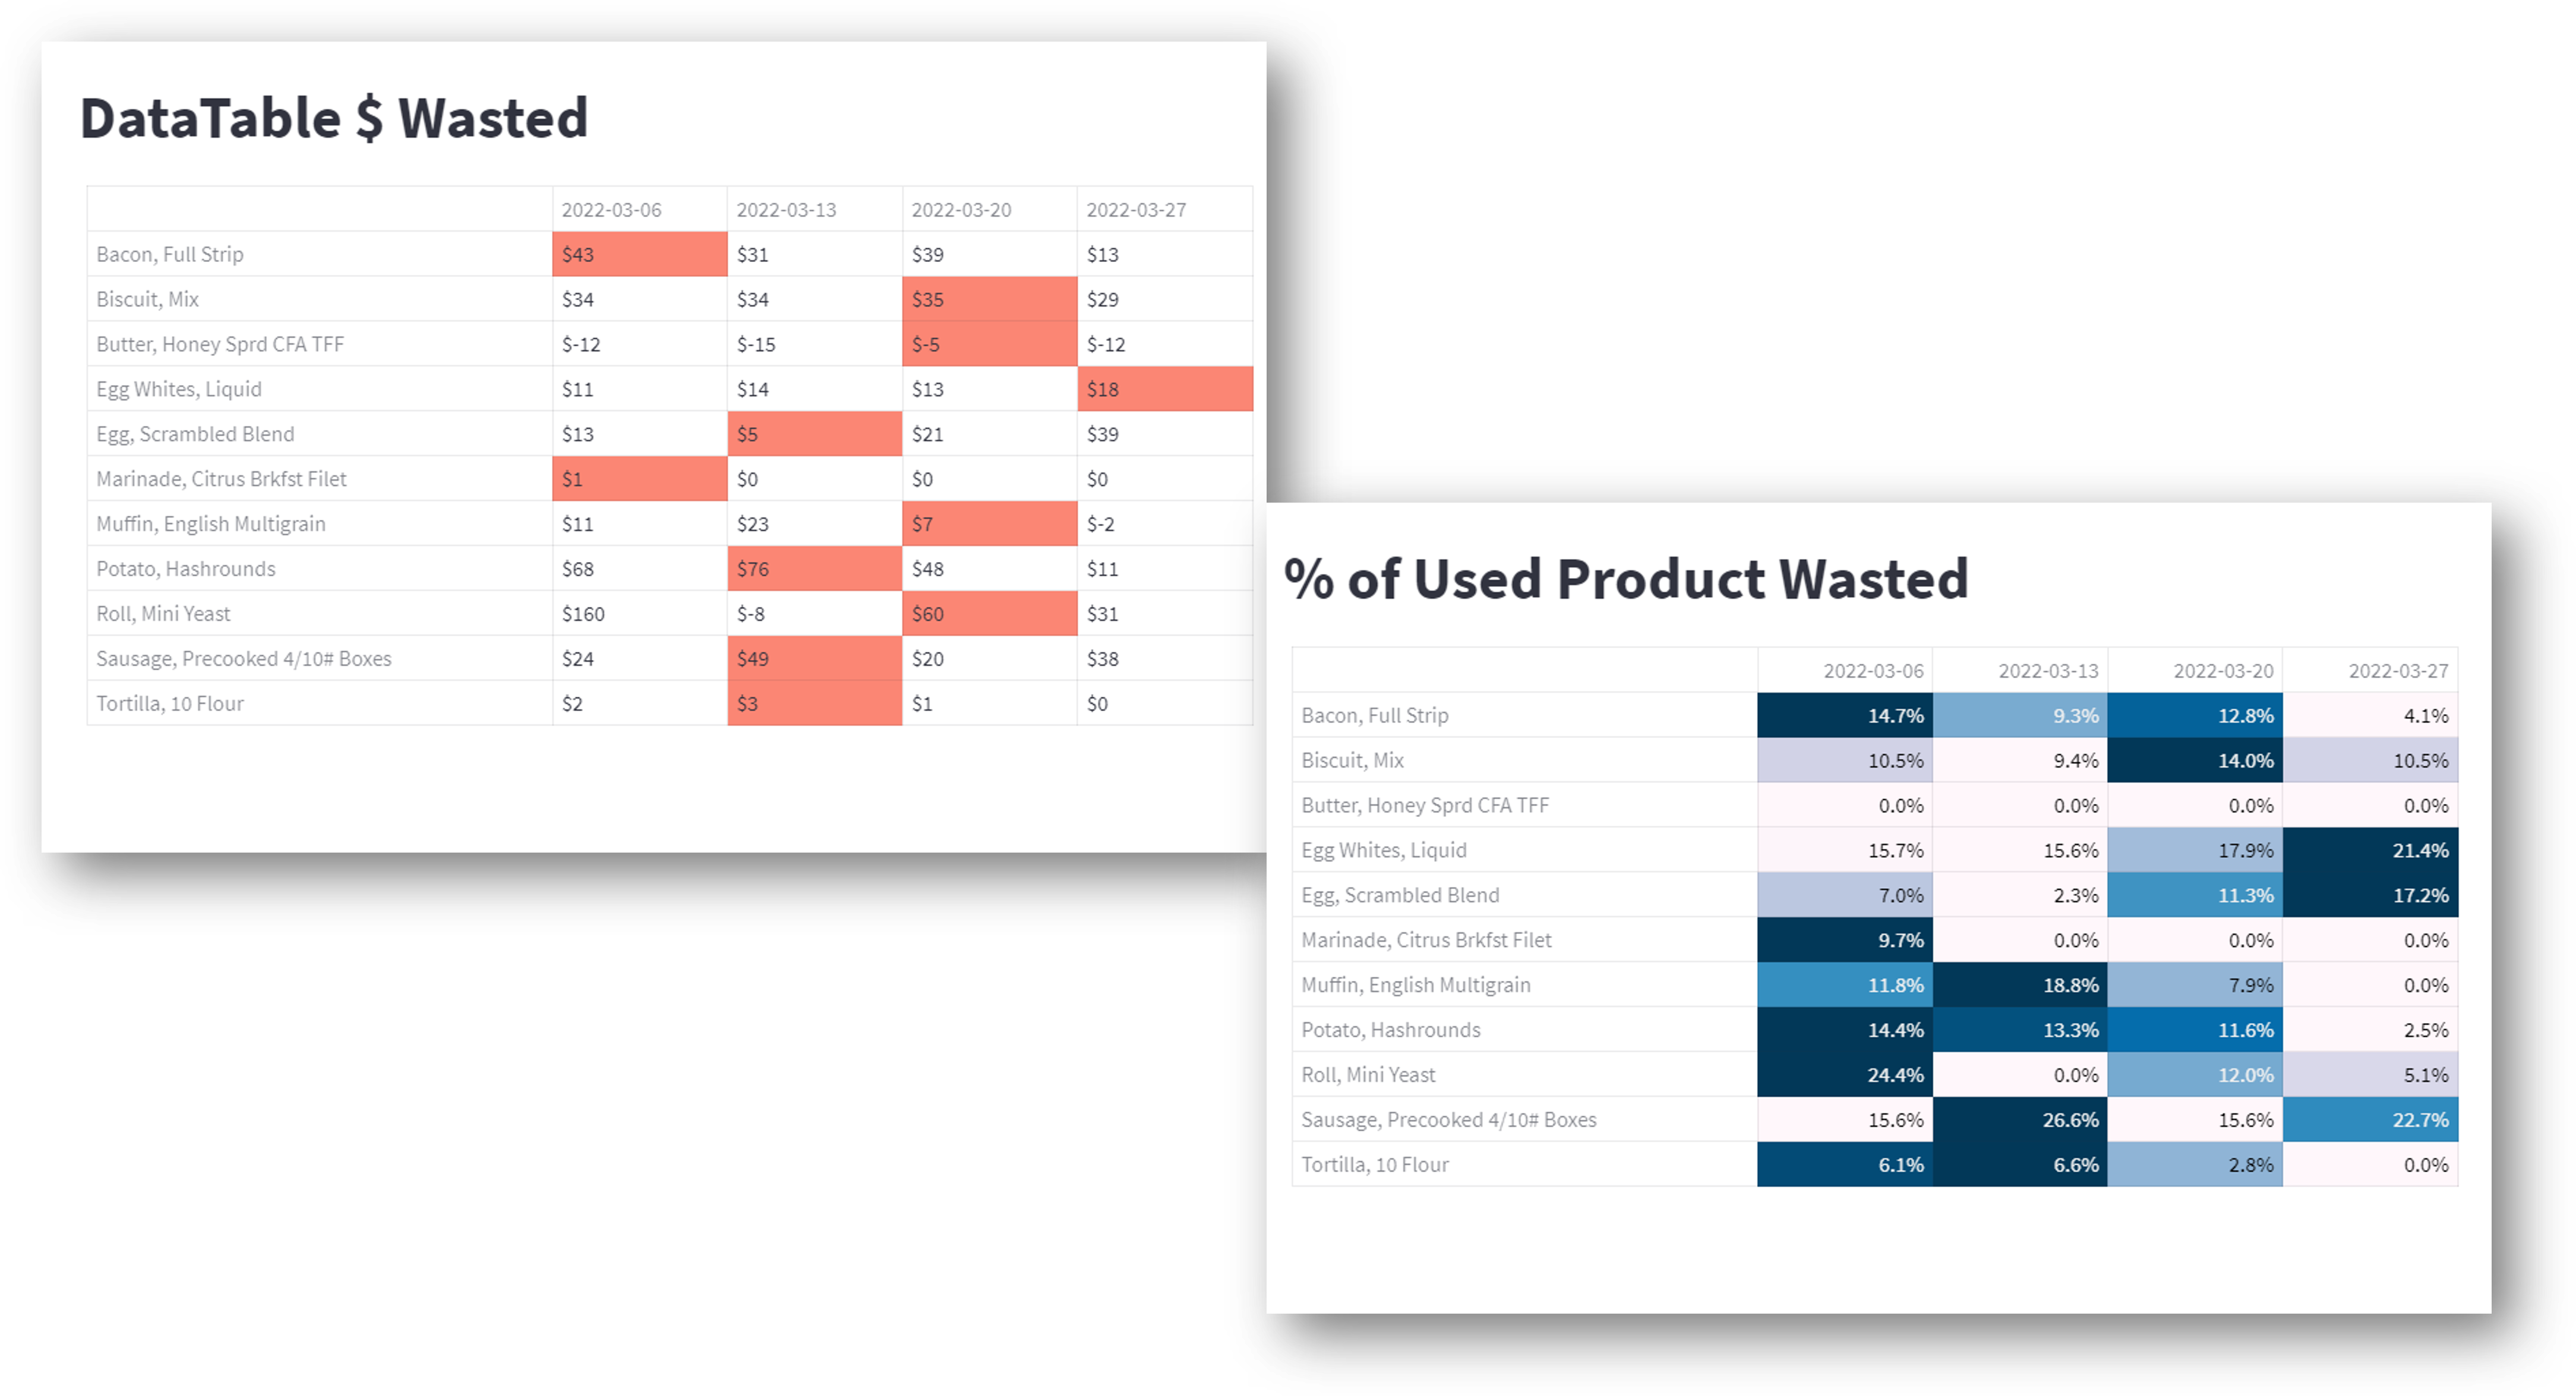 DataTable $ Wasted
2022-03-06 2022-03-13 2022-03-20 2022-03-27
Bacon, Full Strip $43 $31 $39 $13
Biscuit, Mix $34 $34 $35 $29
Butter, Honey Sprd CFA TFF $-12 $-15 $-5 $-12
Egg Whites, Liquid $11 $14 $13 $18
Egg, Scrambled Blend $13 $5 $21 $39
Marinade, Citrus Brkfst Filet $1 $0 $0 $0
Muffin, English Multigrain $11 $23 $7 $-2
Potato, Hashrounds $68 $76 $48 $11
Roll, Mini Yeast $160 $-8 $60 $31
Sausage, Precooked 4/10# Boxes $24 $49 $20 $38
Tortilla, 10 Flour $2 $3 $1 $0
% of Used Product Wasted
2022-03-06 2022-03-13 2022-03-20 2022-03-27
Bacon, Full Strip 14.7% 9.3% 12.8% 4.1%
Biscuit, Mix 10.5% 9.4% 14.0% 10.5%
Butter, Honey Sprd CFA TFF 0.0% 0.0% 0.0% 0.0%
Egg Whites, Liquid 15.7% 15.6% 17.9% 21.4%
Egg, Scrambled Blend 7.0% 2.3% 11.3% 17.2%
Marinade, Citrus Brkfst Filet 9.7% 0.0% 0.0% 0.0%
Muffin, English Multigrain 11.8% 18.8% 7.9% 0.0%
Potato, Hashrounds 14.4% 13.3% 11.6% 2.5%
Roll, Mini Yeast 24.4% 0.0% 12.0% 5.1%
Sausage, Precooked 4/10# Boxes 15.6% 26.6% 15.6% 22.7%
Tortilla, 10 Flour 6.1% 6.6% 2.8% 0.0%